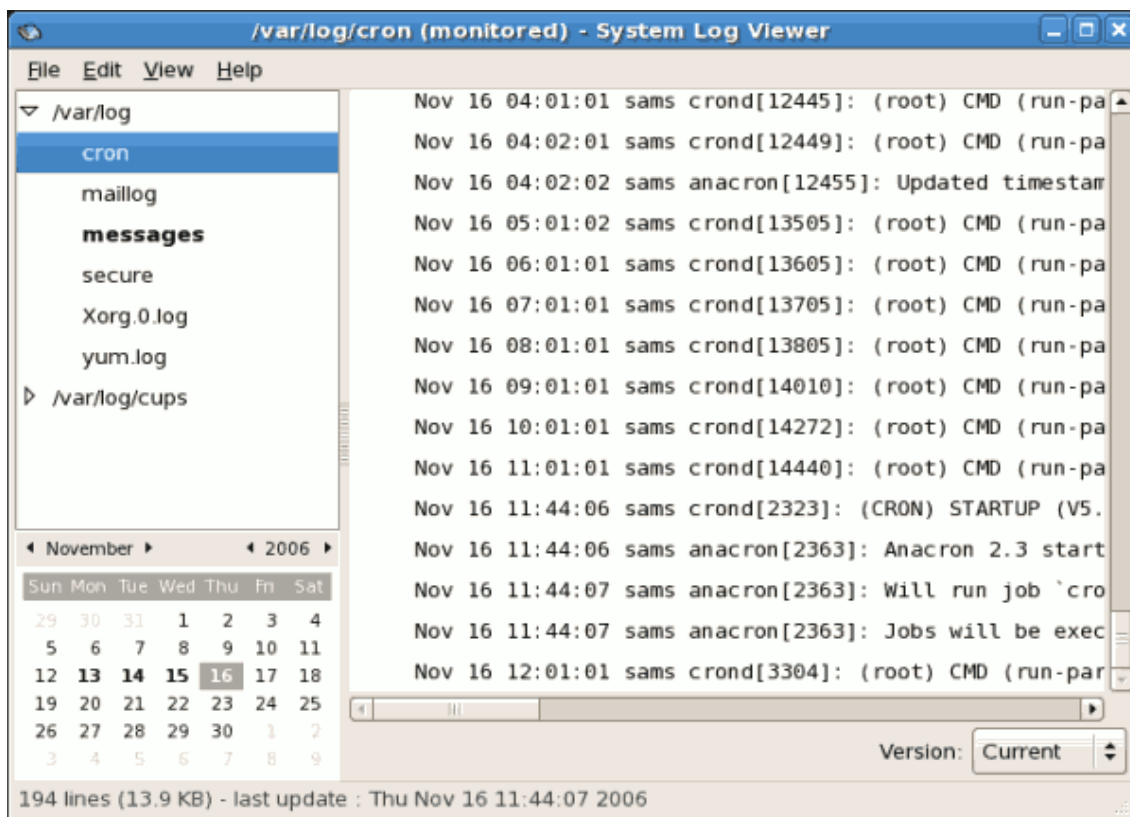 /var/log/cron (monitored) - System Log Viewer
File Edit View Help
/var/log
cron
maillog
messages
secure
Xorg.0.log
yum.log
/var/log/cups
November 2006
Sun Mon Tue Wed Thu Fri Sat
29 30 31 1 2 3 4
5 6 7 8 9 10 11
12 13 14 15 16 17 18
19 20 21 22 23 24 25
26 27 28 29 30 1 2
3 4 5 6 7 8 9
Nov 16 04:01:01 sams crond[12445]: (root) CMD (run-pa
Nov 16 04:02:01 sams crond[12449]: (root) CMD (run-pa
Nov 16 04:02:02 sams anacron[12455]: Updated timestam
Nov 16 05:01:02 sams crond[13505]: (root) CMD (run-pa
Nov 16 06:01:01 sams crond[13605]: (root) CMD (run-pa
Nov 16 07:01:01 sams crond[13705]: (root) CMD (run-pa
Nov 16 08:01:01 sams crond[13805]: (root) CMD (run-pa
Nov 16 09:01:01 sams crond[14010]: (root) CMD (run-pa
Nov 16 10:01:01 sams crond[14272]: (root) CMD (run-pa
Nov 16 11:01:01 sams crond[14440]: (root) CMD (run-pa
Nov 16 11:44:06 sams crond[2323]: (CRON) STARTUP (V5.
Nov 16 11:44:06 sams anacron[2363]: Anacron 2.3 start
Nov 16 11:44:07 sams anacron[2363]: Will run job `cro
Nov 16 11:44:07 sams anacron[2363]: Jobs will be exec
Nov 16 12:01:01 sams crond[3304]: (root) CMD (run-par
Version: Current
194 lines (13.9 KB) - last update : Thu Nov 16 11:44:07 2006